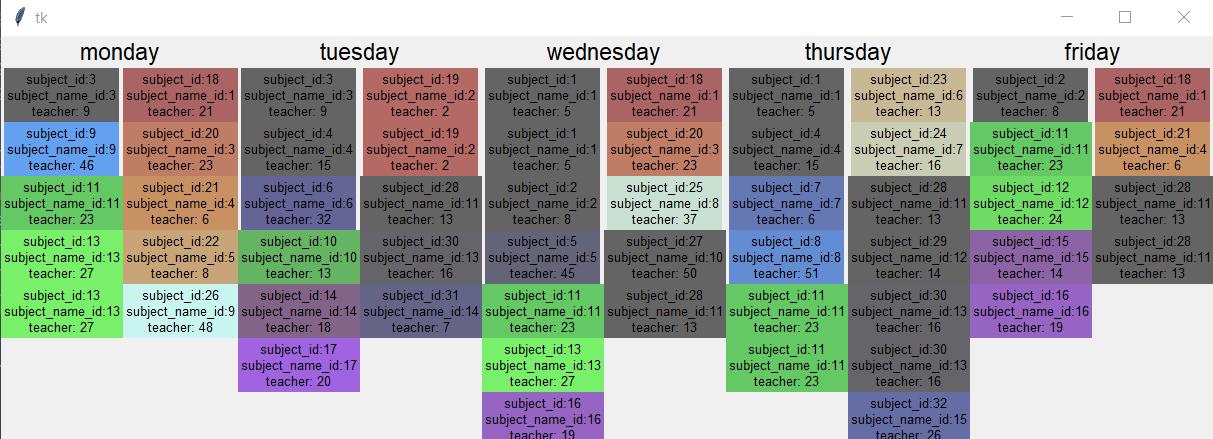 tk
monday tuesday wednesday thursday friday
subject_id:3 subject_id:18 subject_id:3 subject_id:19 subject_id:1 subject_id:18 subject_id:1 subject_id:23 subject_id:2 subject_id:18
subject_name_id:3 subject_name_id:1 subject_name_id:3 subject_name_id:2 subject_name_id:1 subject_name_id:1 subject_name_id:1 subject_name_id:6 subject_name_id:2 subject_name_id:1
teacher: 9 teacher: 21 teacher: 9 teacher: 2 teacher: 5 teacher: 21 teacher: 5 teacher: 13 teacher: 8 teacher: 21
subject_id:9 subject_id:20 subject_id:4 subject_id:19 subject_id:1 subject_id:20 subject_id:4 subject_id:24 subject_id:11 subject_id:21
subject_name_id:9 subject_name_id:3 subject_name_id:4 subject_name_id:2 subject_name_id:1 subject_name_id:3 subject_name_id:4 subject_name_id:7 subject_name_id:11 subject_name_id:4
teacher: 46 teacher: 23 teacher: 15 teacher: 2 teacher: 5 teacher: 23 teacher: 15 teacher: 16 teacher: 23 teacher: 6
subject_id:11 subject_id:21 subject_id:6 subject_id:28 subject_id:2 subject_id:25 subject_id:7 subject_id:28 subject_id:12 subject_id:28
subject_name_id:11 subject_name_id:4 subject_name_id:6 subject_name_id:11 subject_name_id:2 subject_name_id:8 subject_name_id:7 subject_name_id:11 subject_name_id:12 subject_name_id:11
teacher: 23 teacher: 6 teacher: 32 teacher: 13 teacher: 8 teacher: 37 teacher: 6 teacher: 13 teacher: 24 teacher: 13
subject_id:13 subject_id:22 subject_id:10 subject_id:30 subject_id:5 subject_id:27 subject_id:8 subject_id:29 subject_id:15 subject_id:28
subject_name_id:13 subject_name_id:5 subject_name_id:10 subject_name_id:13 subject_name_id:5 subject_name_id:10 subject_name_id:8 subject_name_id:12 subject_name_id:15 subject_name_id:11
teacher: 27 teacher: 8 teacher: 13 teacher: 16 teacher: 45 teacher: 50 teacher: 51 teacher: 14 teacher: 14 teacher: 13
subject_id:13 subject_id:26 subject_id:14 subject_id:31 subject_id:11 subject_id:28 subject_id:11 subject_id:30 subject_id:16
subject_name_id:13 subject_name_id:9 subject_name_id:14 subject_name_id:14 subject_name_id:11 subject_name_id:11 subject_name_id:11 subject_name_id:13 subject_name_id:16
teacher: 27 teacher: 48 teacher: 18 teacher: 7 teacher: 23 teacher: 13 teacher: 23 teacher: 16 teacher: 19
subject_id:17 subject_id:13 subject_id:11 subject_id:30
subject_name_id:17 subject_name_id:13 subject_name_id:11 subject_name_id:13
teacher: 20 teacher: 27 teacher: 23 teacher: 16
subject_id:16 subject_id:32
subject_name_id:16 subject_name_id:15
teacher: 19 teacher: 26